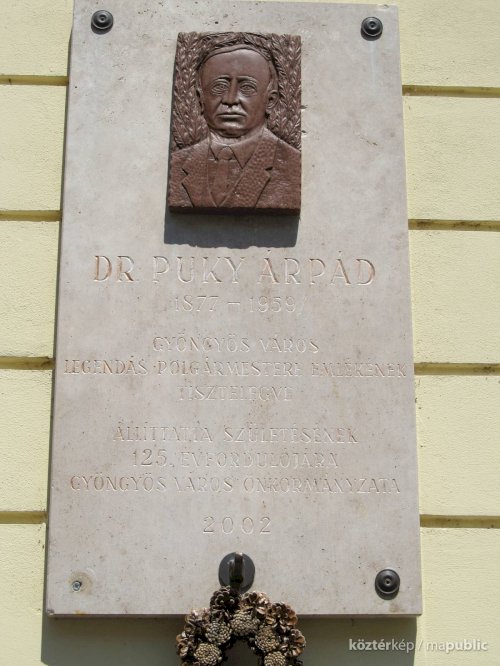 DR PUKY ÁRPÁD
1877 – 1959
GYÖNGYÖS VÁROS
LEGENDÁS POLGÁRMESTERE EMLÉKÉNEK
TISZTELEGVE
ÁLLÍTTATJA SZÜLETÉSÉNEK
125. ÉVFORDULÓJÁRA
GYÖNGYÖS VÁROS ÖNKORMÁNYZATA
2002
köztérkép / mapublic